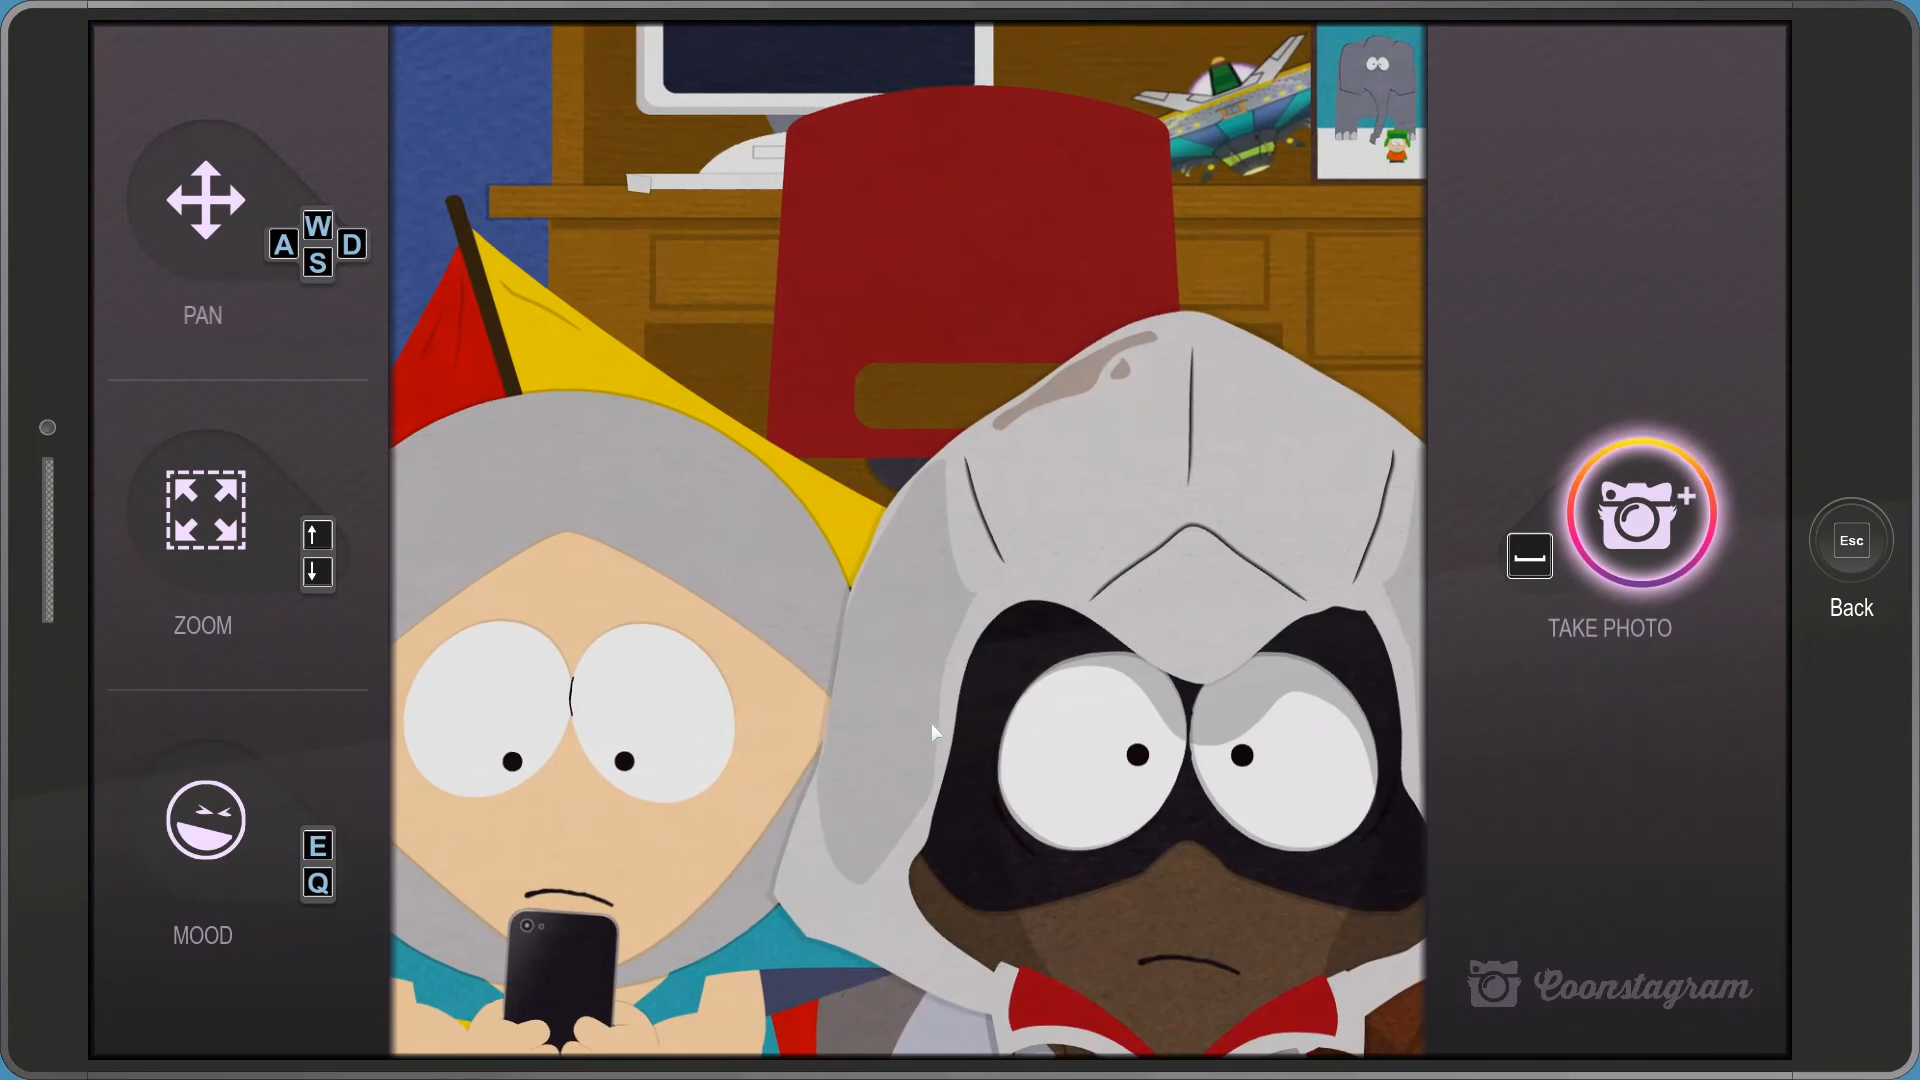 W
A
D
S
PAN
↑
↓
ZOOM
E
Q
MOOD
TAKE PHOTO
Esc
Back
Coonstagram